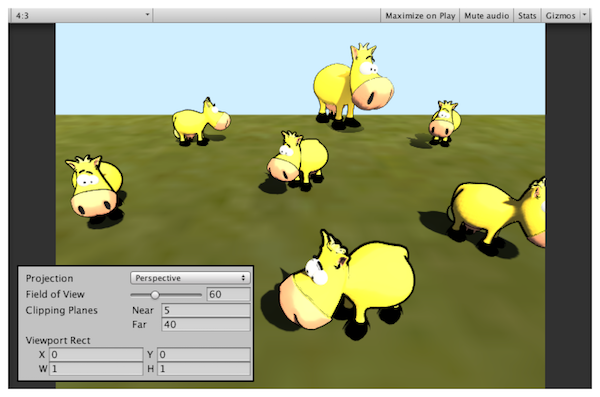 4:3 Maximize on Play Mute audio Stats Gizmos
Projection Perspective
Field of View 60
Clipping Planes Near 5
Far 40
Viewport Rect
X 0 Y 0
W 1 H 1